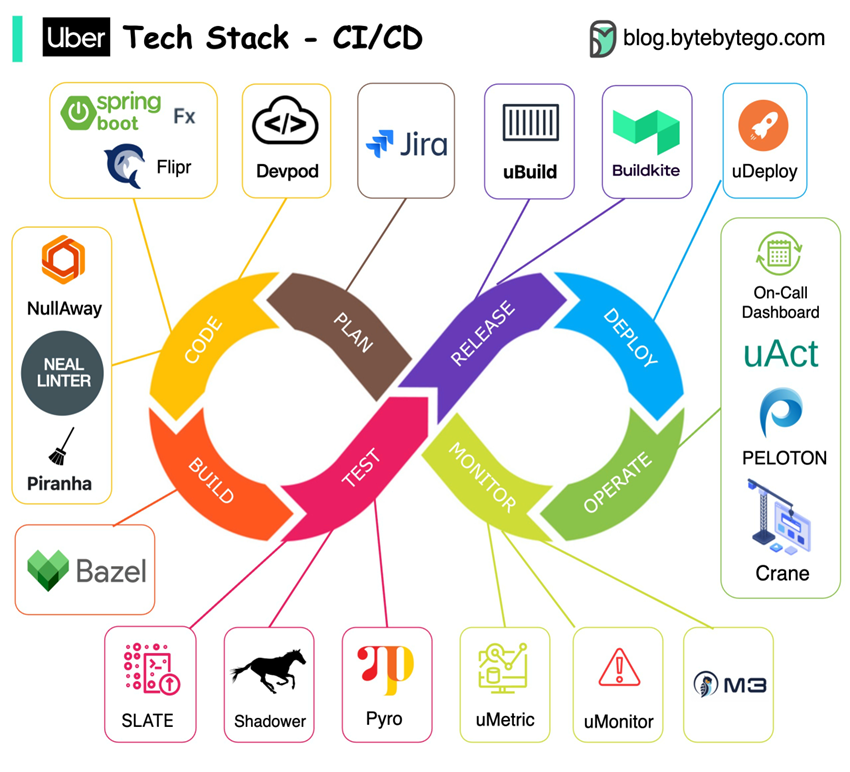 Uber Tech Stack - CI/CD
blog.bytebytego.com
spring
boot
Fx
Flipr
Devpod
Jira
uBuild
Buildkite
uDeploy
NullAway
NEAL
LINTER
Piranha
CODE
PLAN
RELEASE
DEPLOY
BUILD
TEST
MONITOR
OPERATE
On-Call
Dashboard
uAct
PELOTON
Crane
Bazel
SLATE
Shadower
Pyro
uMetric
uMonitor
M3